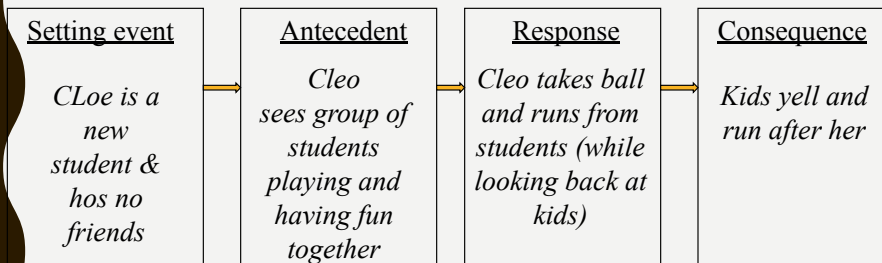 Setting event
CLoe is a
new
student &
hos no
friends
Antecedent
Cleo
sees group of
students
playing and
having fun
together
Response
Cleo takes ball
and runs from
students (while
looking back at
kids)
Consequence
Kids yell and
run after her